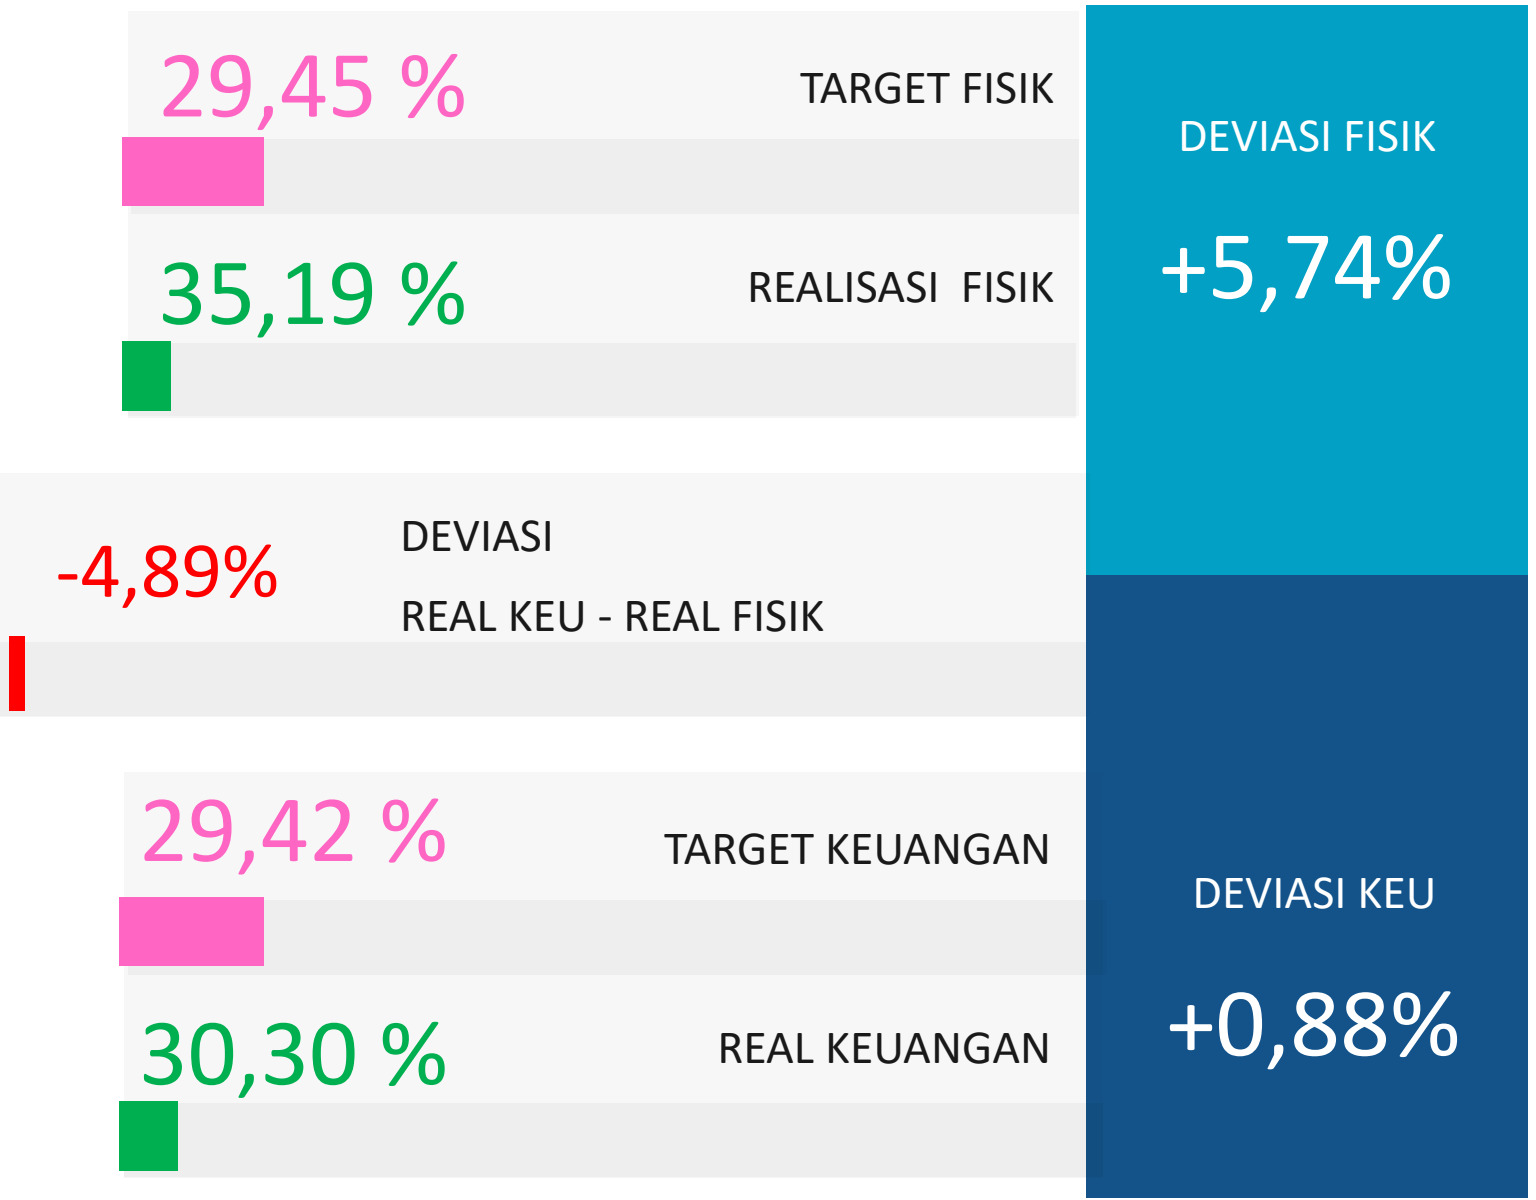 29,45 %
TARGET FISIK
35,19 %
REALISASI  FISIK
DEVIASI FISIK
+5,74%
-4,89%
DEVIASI
REAL KEU - REAL FISIK
29,42 %
TARGET KEUANGAN
30,30 %
REAL KEUANGAN
DEVIASI KEU
+0,88%